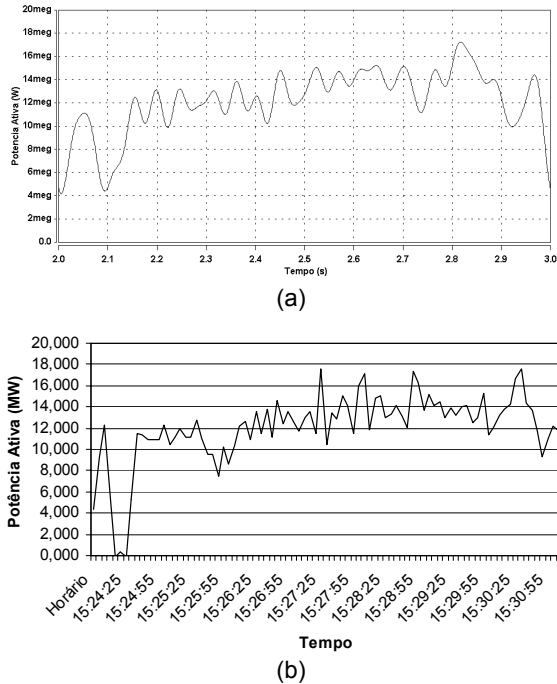 20meg
18meg
16meg
14meg
12meg
10meg
8meg
6meg
4meg
2meg
0.0
Potencia Ativa (W)
2.0 2.1 2.2 2.3 2.4 2.5 2.6 2.7 2.8 2.9 3.0
Tempo (s)
(a)
20,000
18,000
16,000
14,000
12,000
10,000
8,000
6,000
4,000
2,000
0,000
Potência Ativa (MW)
Horário
15:24:25
15:24:55
15:25:25
15:25:55
15:26:25
15:26:55
15:27:25
15:27:55
15:28:25
15:28:55
15:29:25
15:29:55
15:30:25
15:30:55
Tempo
(b)